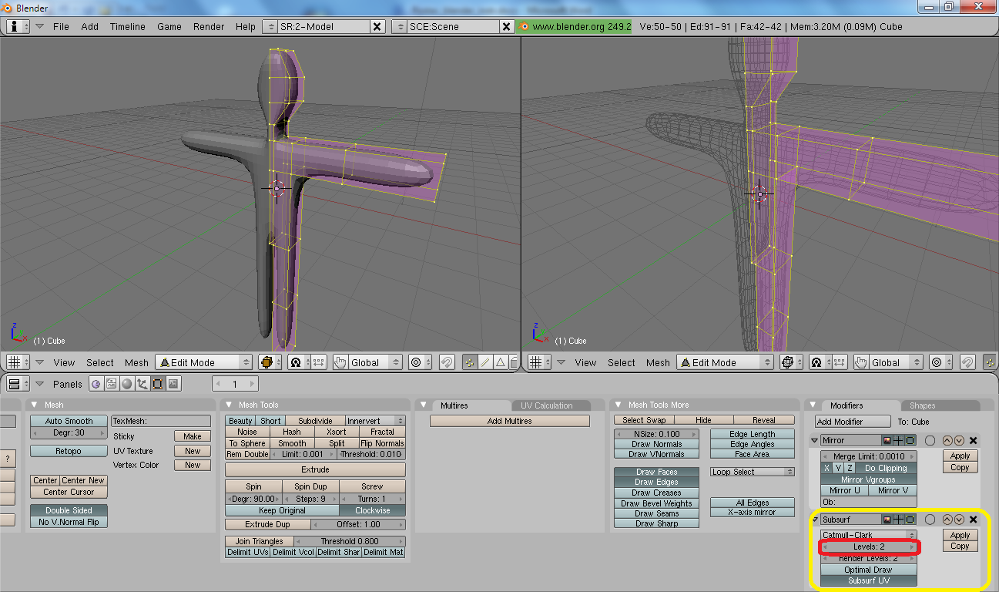 Blender
File Add Timeline Game Render Help SR:2-Model SCE:Scene www.blender.org 249.2 Ve:50-50 | Ed:91-91 | Fa:42-42 | Mem:3.20M (0.09M) Cube
z x (1) Cube
z x (1) Cube
View Select Mesh Edit Mode Global
View Select Mesh Edit Mode Global
Panels 1
Mesh
Auto Smooth
Degr: 30
Retopo
TexMesh:
Sticky Make
UV Texture New
Vertex Color New
Center Center New
Center Cursor
Double Sided
No V.Normal Flip
?
Mesh Tools
Beauty Short Subdivide Innervert
Noise Hash Xsort Fractal
To Sphere Smooth Split Flip Normals
Rem Double Limit: 0.001 Threshold: 0.010
Extrude
Spin Spin Dup Screw
Degr: 90.00 Steps: 9 Turns: 1
Keep Original Clockwise
Extrude Dup Offset: 1.00
Join Triangles Threshold 0.800
Delimit UVs Delimit Vcol Delimit Shar Delimit Mat
Multires UV Calculation
Add Multires
Mesh Tools More
Select Swap Hide Reveal
NSize: 0.100
Draw Normals
Draw VNormals
Edge Length
Edge Angles
Face Area
Draw Faces
Draw Edges
Draw Creases
Draw Bevel Weights
Draw Seams
Draw Sharp
Loop Select
All Edges
X-axis mirror
Modifiers Shapes
Add Modifier To: Cube
Mirror
Merge Limit: 0.0010 Apply
X Y Z Do Clipping Copy
Mirror Vgroups
Mirror U Mirror V
Ob:
Subsurf
Catmull-Clark Apply
Levels: 2 Copy
Render Levels: 2
Optimal Draw
Subsurf UV